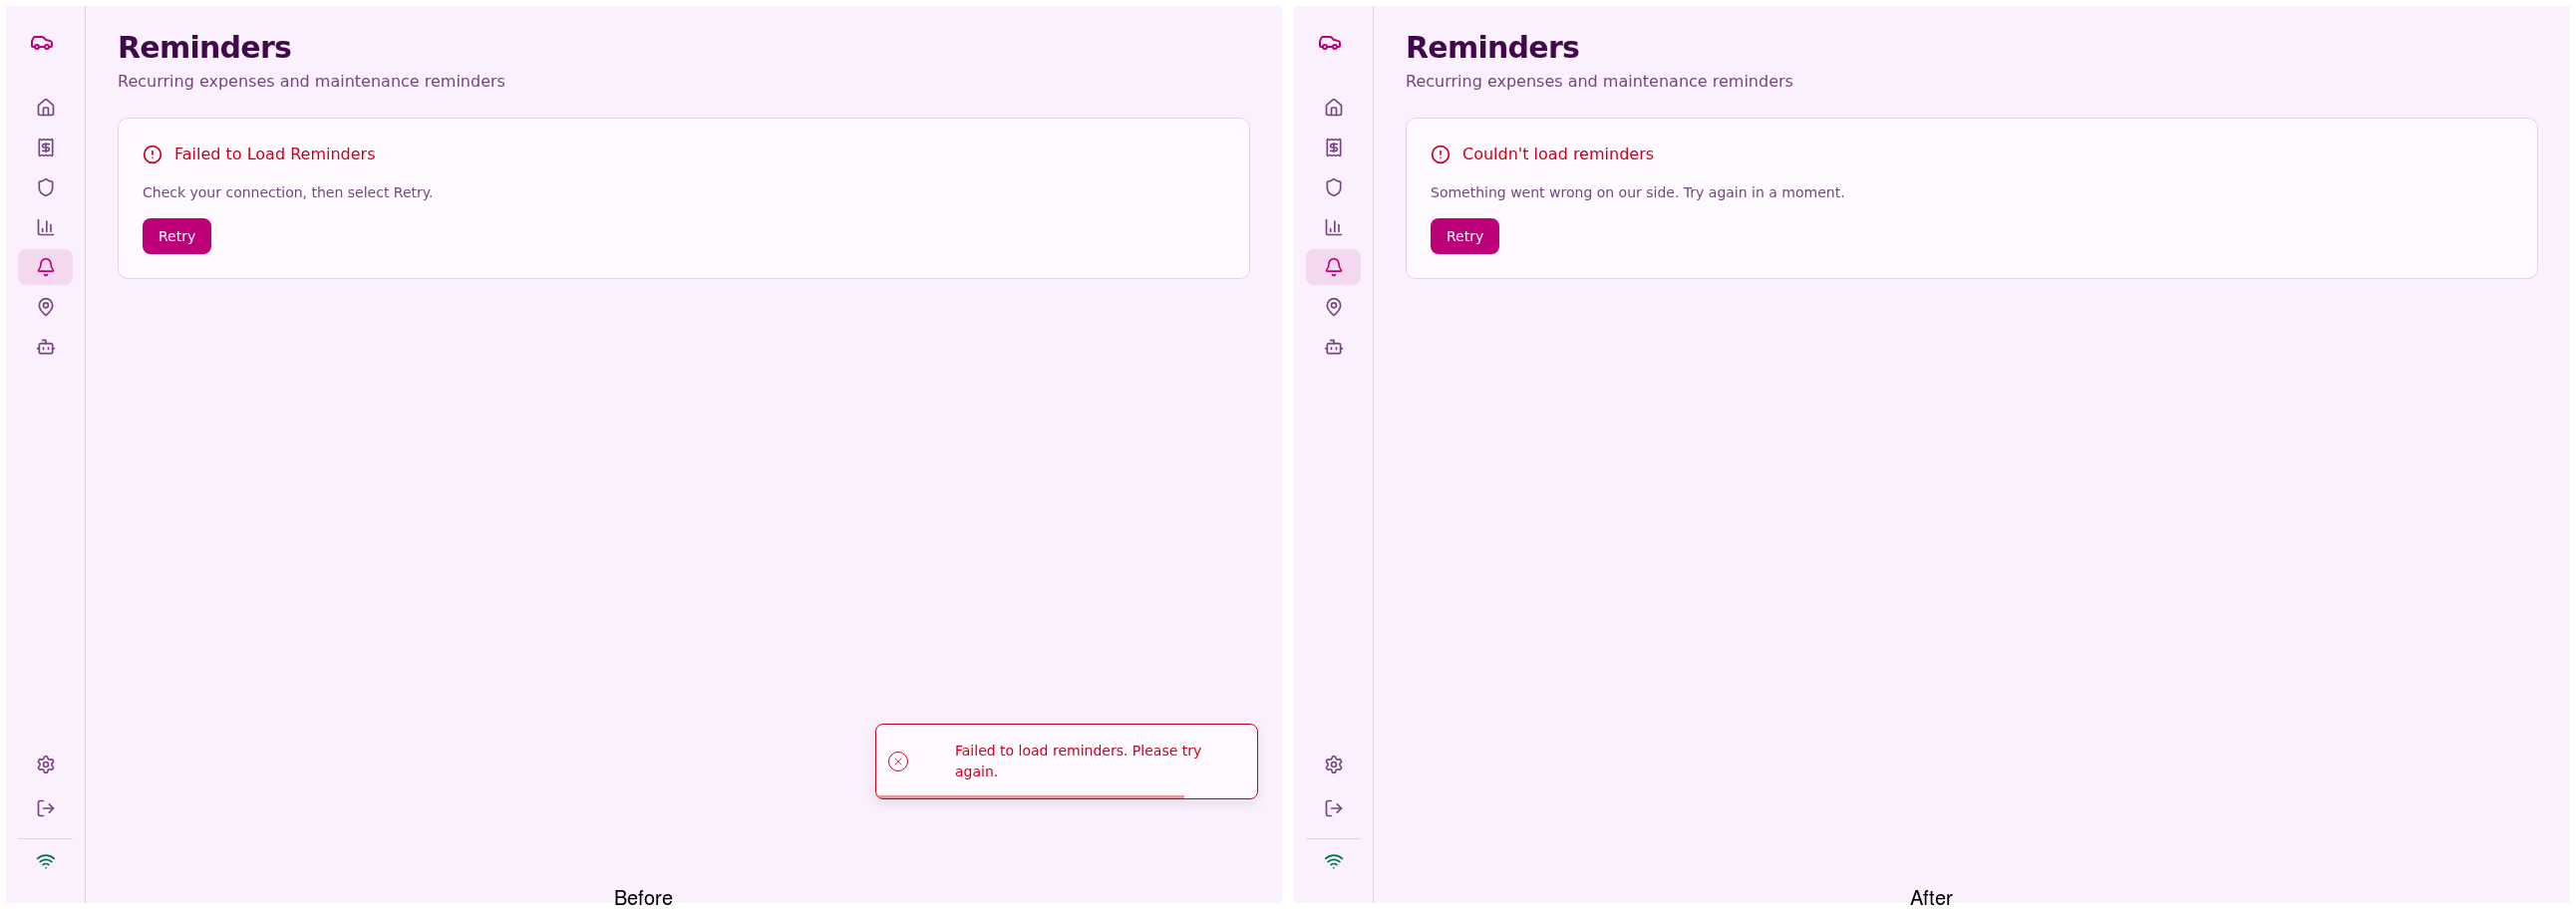 Reminders
Recurring expenses and maintenance reminders
Failed to Load Reminders
Check your connection, then select Retry.
Retry
Failed to load reminders. Please try
again.
Before
Reminders
Recurring expenses and maintenance reminders
Couldn't load reminders
Something went wrong on our side. Try again in a moment.
Retry
After